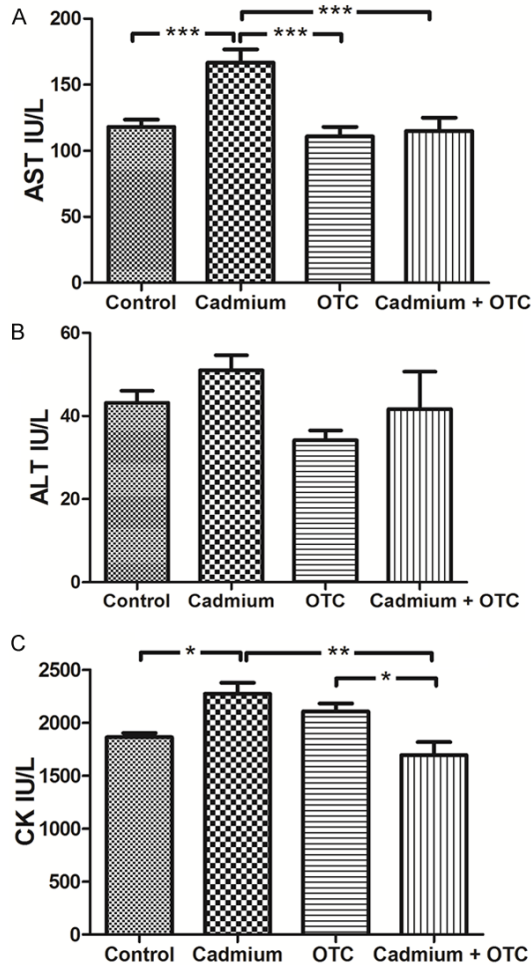 A
200
***
*** ***
150
100
50
0
AST IU/L
Control Cadmium OTC Cadmium + OTC
B
60
40
20
0
ALT IU/L
Control Cadmium OTC Cadmium + OTC
C
2500
* **
*
2000
1500
1000
500
0
CK IU/L
Control Cadmium OTC Cadmium + OTC